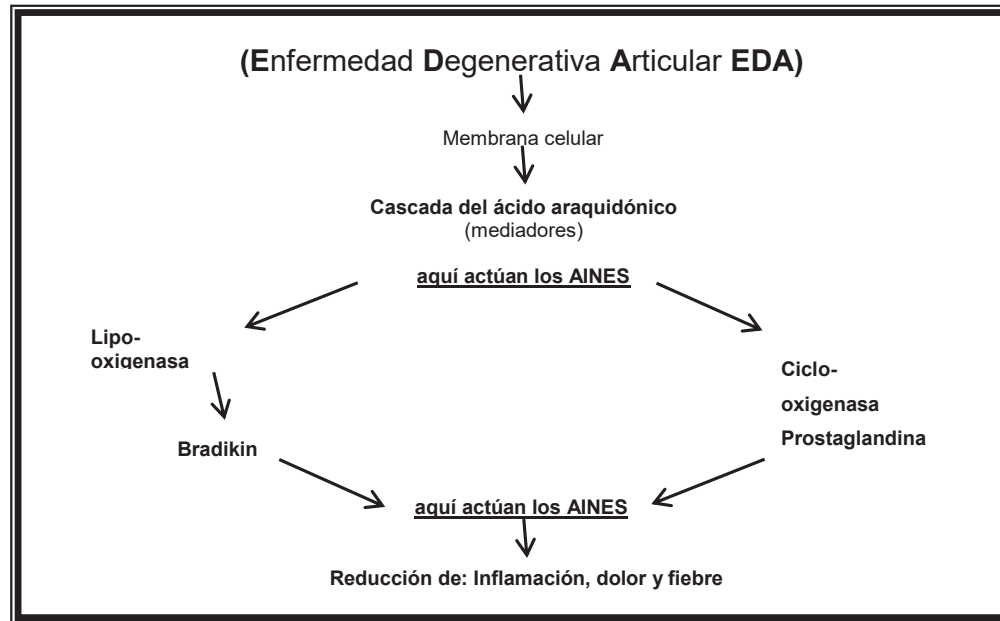 (Enfermedad Degenerativa Articular EDA)
Membrana celular
Cascada del ácido araquidónico
(mediadores)
aquí actúan los AINES
Lipo-
oxigenasa
Bradikin
Ciclo-
oxigenasa
Prostaglandina
aquí actúan los AINES
Reducción de: Inflamación, dolor y fiebre